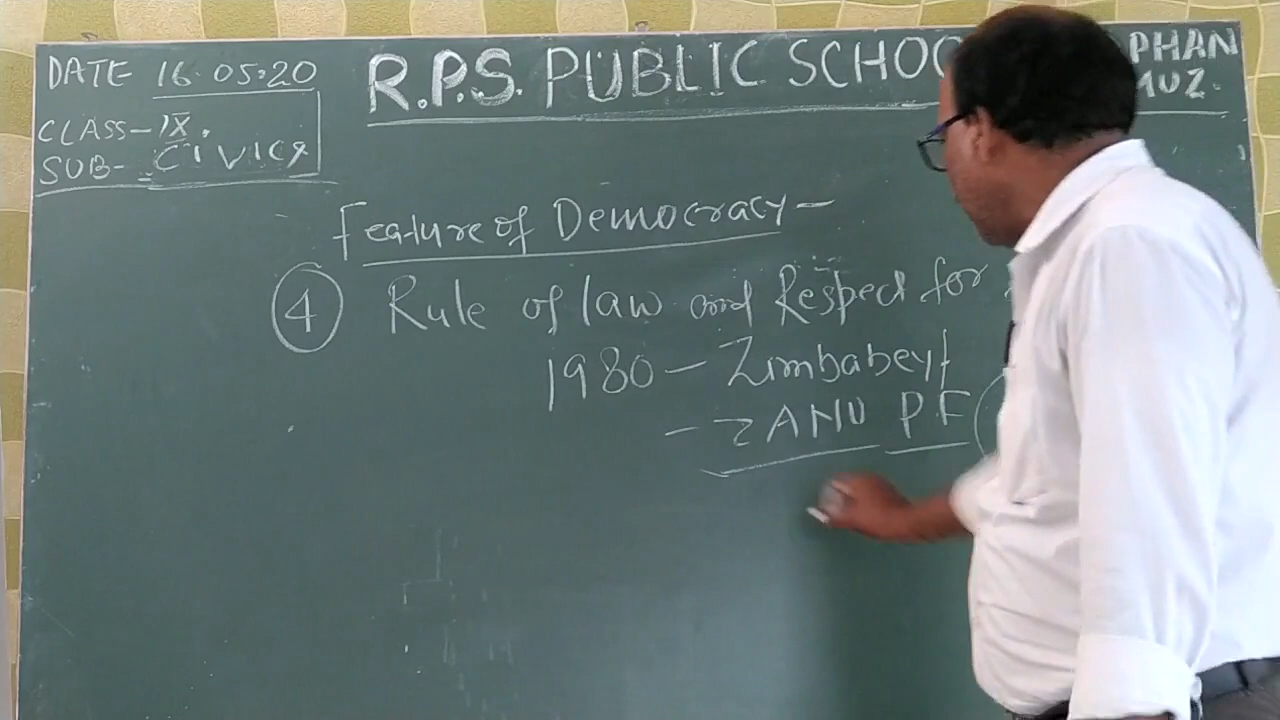 DATE 16.05.20
R.P.S. PUBLIC SCHOO
PHAN
MUZ.
CLASS- IX.
SUB- CIVICS
Feature of Democracy-
4 Rule of law and Respect for
1980 - Zimbabeyt
- ZANU P.F